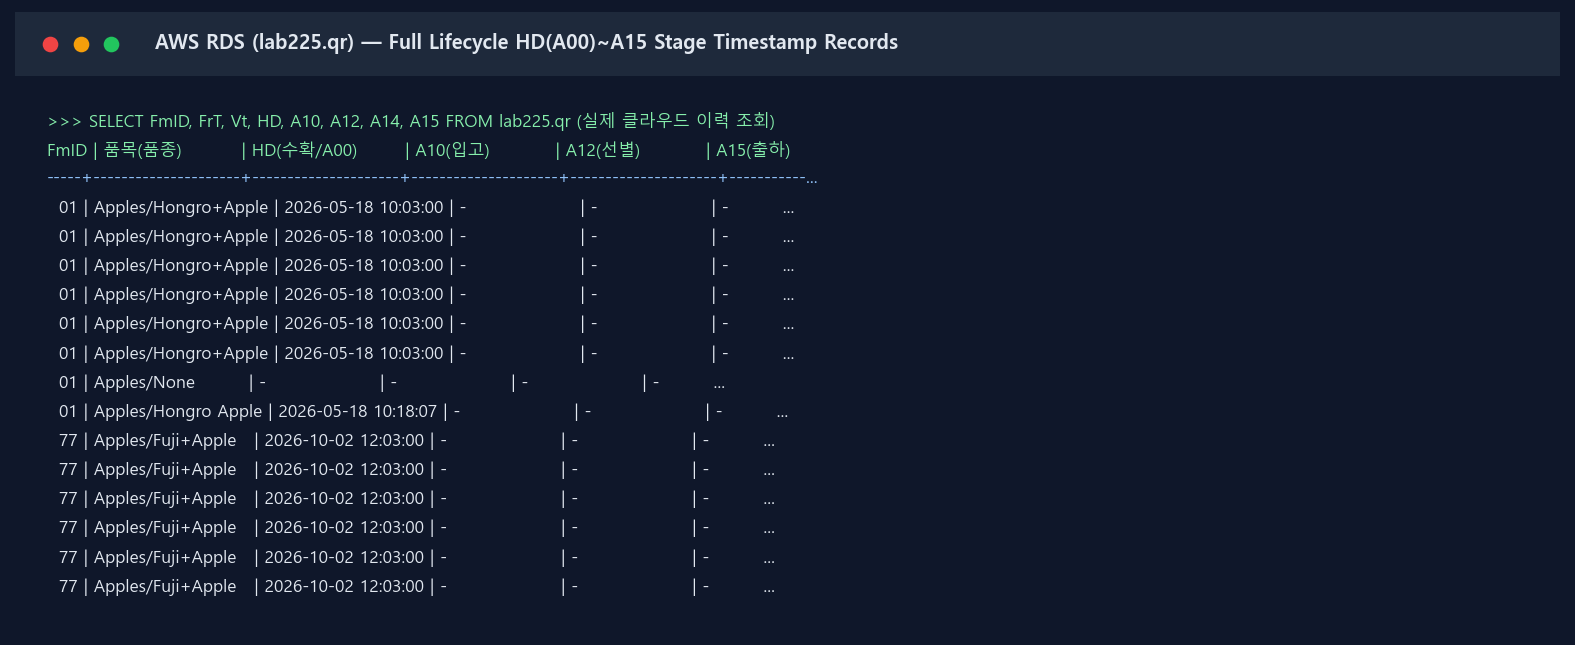 AWS RDS (lab225.qr) — Full Lifecycle HD(A00)~A15 Stage Timestamp Records
>>> SELECT FmID, FrT, Vt, HD, A10, A12, A14, A15 FROM lab225.qr (실제 클라우드 이력 조회)
FmID | 품목(품종) | HD(수확/A00) | A10(입고) | A12(선별) | A15(출하)
-----+---------------------+---------------------+---------------------+---------------------+-----------...
01 | Apples/Hongro+Apple | 2026-05-18 10:03:00 | - | - | - ...
01 | Apples/Hongro+Apple | 2026-05-18 10:03:00 | - | - | - ...
01 | Apples/Hongro+Apple | 2026-05-18 10:03:00 | - | - | - ...
01 | Apples/Hongro+Apple | 2026-05-18 10:03:00 | - | - | - ...
01 | Apples/Hongro+Apple | 2026-05-18 10:03:00 | - | - | - ...
01 | Apples/Hongro+Apple | 2026-05-18 10:03:00 | - | - | - ...
01 | Apples/None | - | - | - | - ...
01 | Apples/Hongro Apple | 2026-05-18 10:18:07 | - | - | - ...
77 | Apples/Fuji+Apple | 2026-10-02 12:03:00 | - | - | - ...
77 | Apples/Fuji+Apple | 2026-10-02 12:03:00 | - | - | - ...
77 | Apples/Fuji+Apple | 2026-10-02 12:03:00 | - | - | - ...
77 | Apples/Fuji+Apple | 2026-10-02 12:03:00 | - | - | - ...
77 | Apples/Fuji+Apple | 2026-10-02 12:03:00 | - | - | - ...
77 | Apples/Fuji+Apple | 2026-10-02 12:03:00 | - | - | - ...